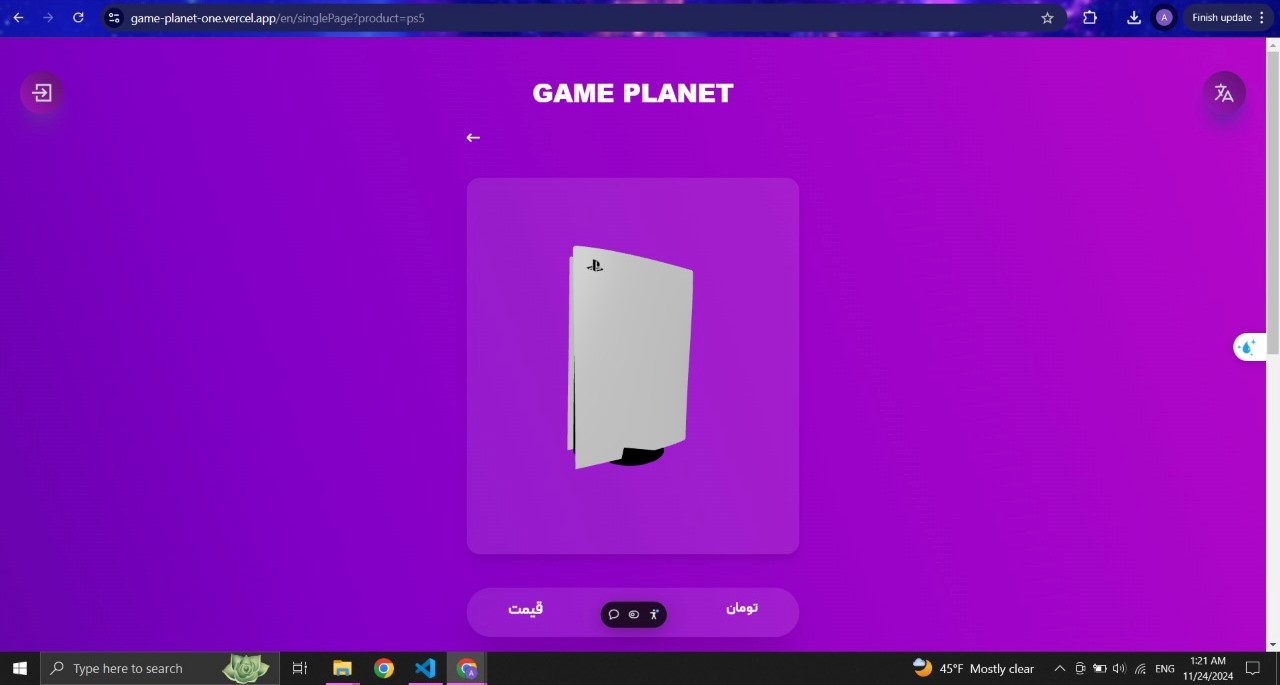 game-planet-one.vercel.app/en/singlePage?product=ps5
A
Finish update
GAME PLANET
قیمت
تومان
Type here to search
A
45°F Mostly clear
ENG
1:21 AM
11/24/2024